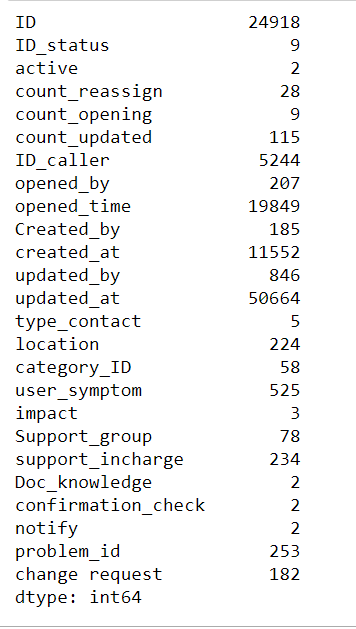 ID 24918
ID_status 9
active 2
count_reassign 28
count_opening 9
count_updated 115
ID_caller 5244
opened_by 207
opened_time 19849
Created_by 185
created_at 11552
updated_by 846
updated_at 50664
type_contact 5
location 224
category_ID 58
user_symptom 525
impact 3
Support_group 78
support_incharge 234
Doc_knowledge 2
confirmation_check 2
notify 2
problem_id 253
change request 182
dtype: int64